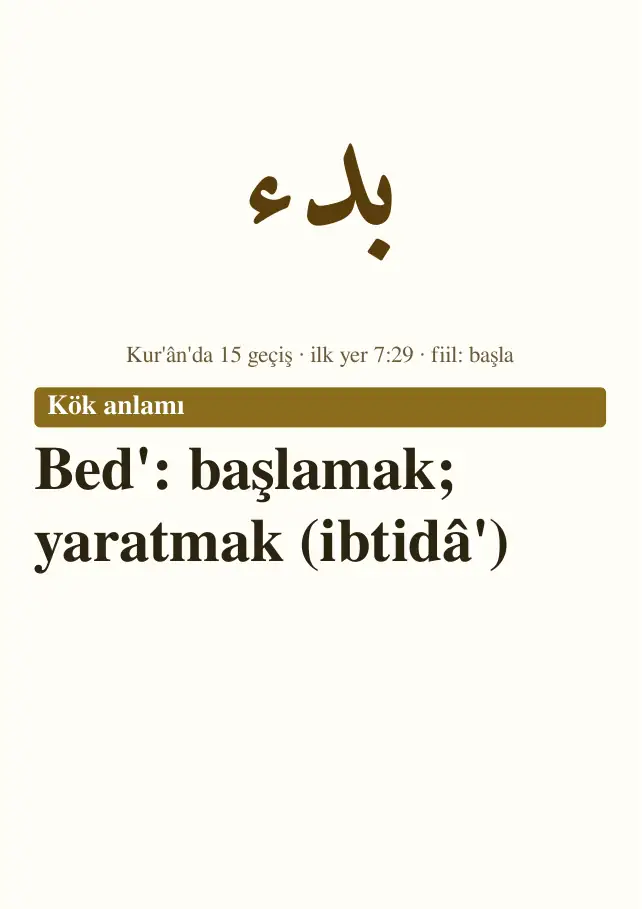 بدء
Kur'ân'da 15 geçiş · ilk yer 7:29 · fiil: başla
Kök anlamı
Bed': başlamak;
yaratmak (ibtidâ')